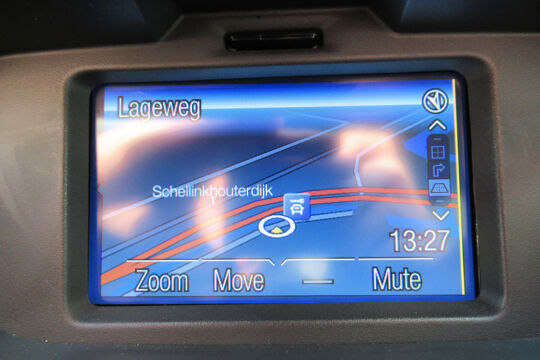 Lageweg
Schellinkhouterdijk
13:27
Zoom Move Mute